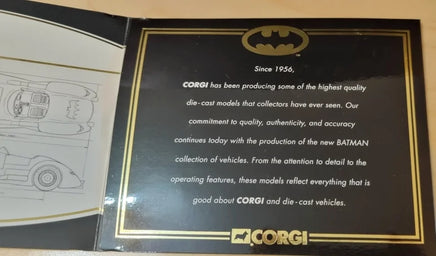 Since 1956,
CORGI has been producing some of the highest quality
die-cast models that collectors have ever seen. Our
commitment to quality, authenticity, and accuracy
continues today with the production of the new BATMAN
collection of vehicles. From the attention to detail to the
operating features, these models reflect everything that is
good about CORGI and die-cast vehicles.
CORGI